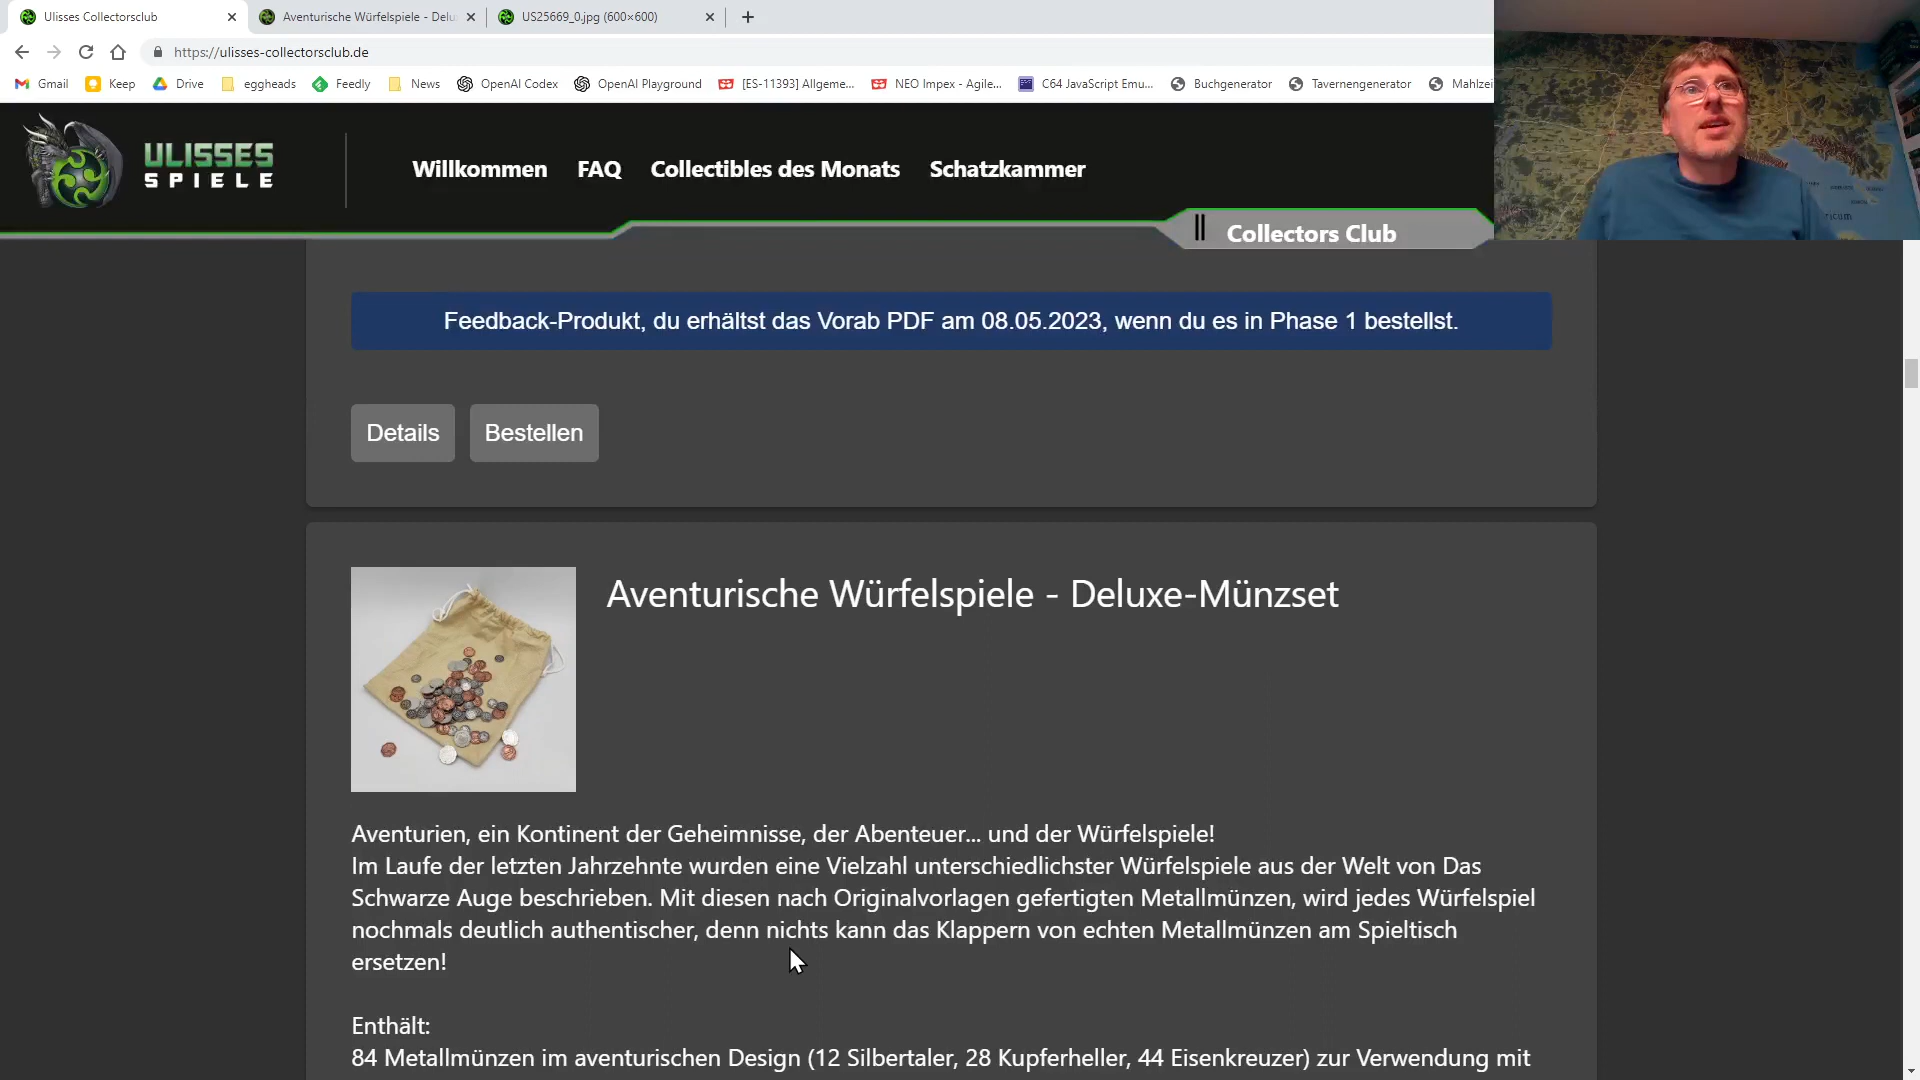 Ulisses Collectorsclub
Aventurische Würfelspiele - Delu
US25669_0.jpg (600×600)
https://ulisses-collectorsclub.de
Gmail
Keep
Drive
eggheads
Feedly
News
OpenAI Codex
OpenAI Playground
[ES-11393] Allgeme...
NEO Impex - Agile...
C64 JavaScript Emu...
Buchgenerator
Tavernengenerator
Mahlzei
ULISSES
SPIELE
Willkommen
FAQ
Collectibles des Monats
Schatzkammer
Collectors Club
Feedback-Produkt, du erhältst das Vorab PDF am 08.05.2023, wenn du es in Phase 1 bestellst.
Details
Bestellen
Aventurische Würfelspiele - Deluxe-Münzset
Aventurien, ein Kontinent der Geheimnisse, der Abenteuer... und der Würfelspiele!
Im Laufe der letzten Jahrzehnte wurden eine Vielzahl unterschiedlichster Würfelspiele aus der Welt von Das
Schwarze Auge beschrieben. Mit diesen nach Originalvorlagen gefertigten Metallmünzen, wird jedes Würfelspiel
nochmals deutlich authentischer, denn nichts kann das Klappern von echten Metallmünzen am Spieltisch
ersetzen!
Enthält:
84 Metallmünzen im aventurischen Design (12 Silbertaler, 28 Kupferheller, 44 Eisenkreuzer) zur Verwendung mit